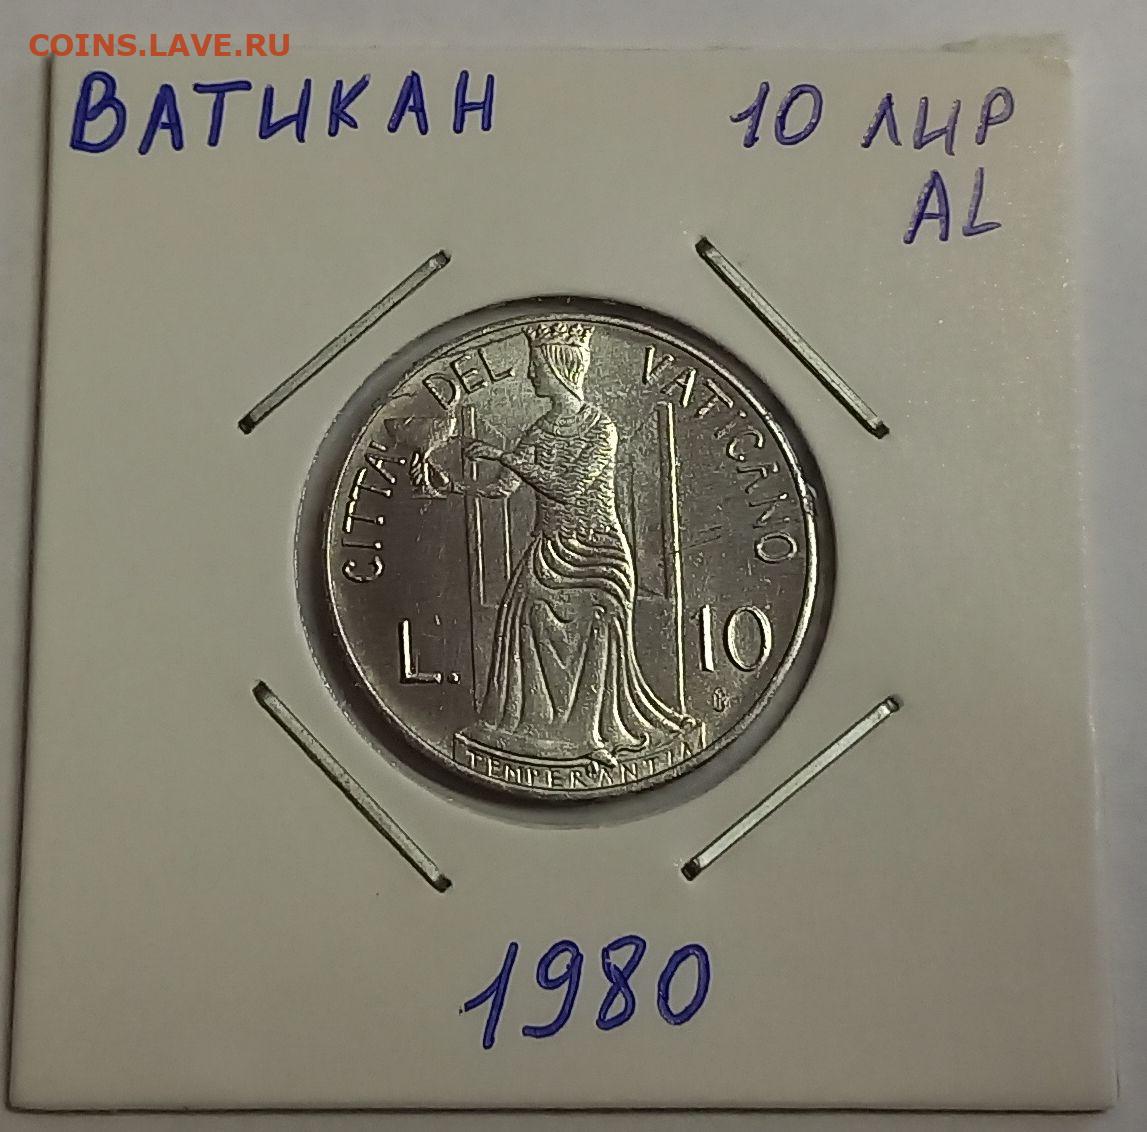 COINS.LAVE.RU
ВАТИКАН 10 ЛИР
AL
CITTA' DEL VATICANO
L. 10
R
TEMPERANTIA
1980